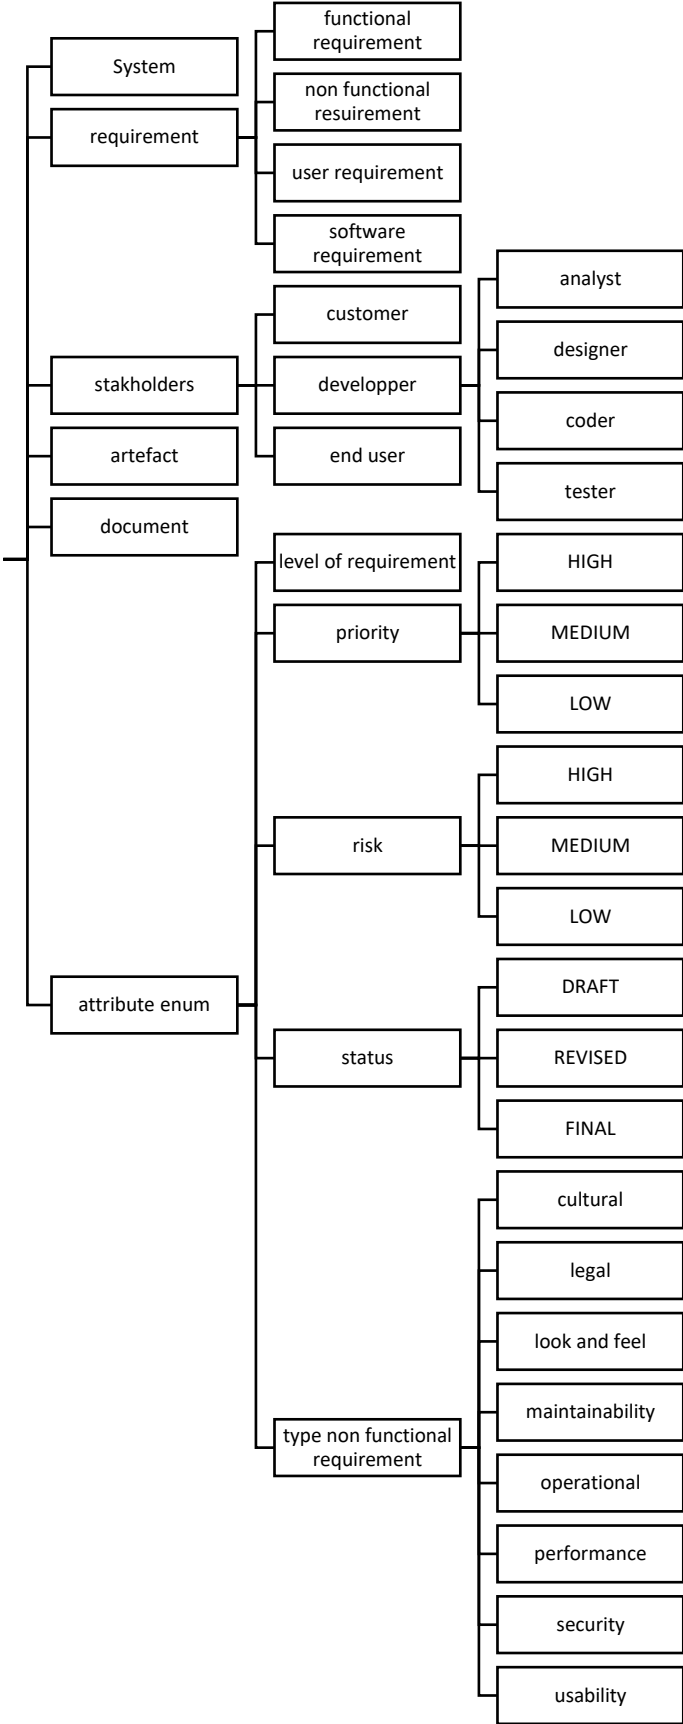 System
requirement
functional
requirement
non functional
resuirement
user requirement
software
requirement
stakholders
customer
developper
analyst
designer
coder
tester
end user
artefact
document
attribute enum
level of requirement
priority
HIGH
MEDIUM
LOW
risk
HIGH
MEDIUM
LOW
status
DRAFT
REVISED
FINAL
type non functional
requirement
cultural
legal
look and feel
maintainability
operational
performance
security
usability